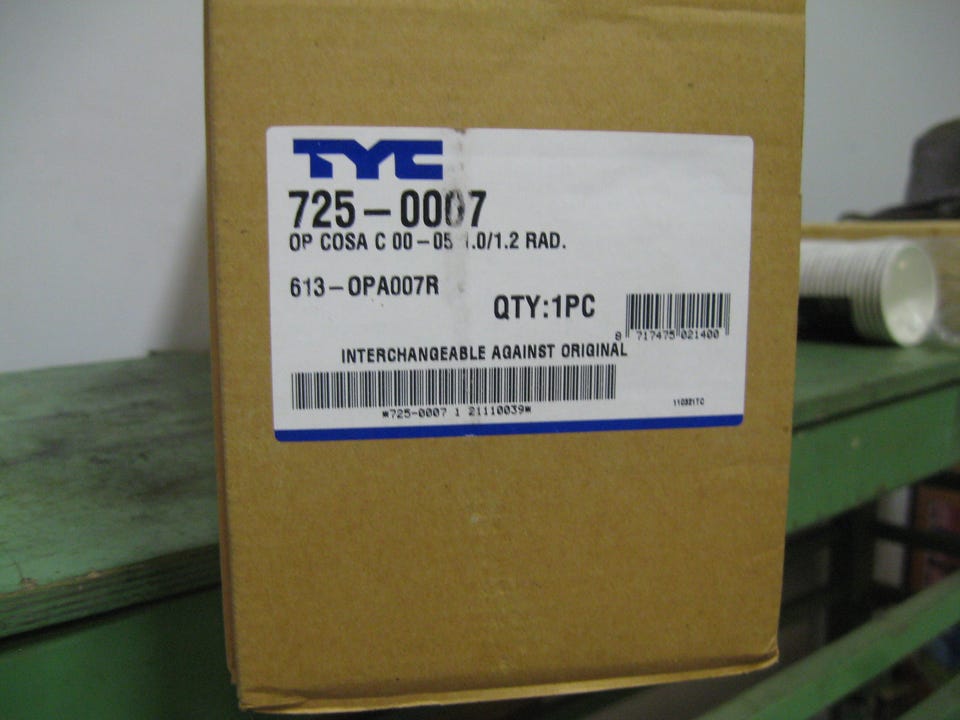 TYC
725-0007
OP COSA C 00-05 1.0/1.2 RAD.
613-OPA007R
QTY:1PC
8 717475 021400
INTERCHANGEABLE AGAINST ORIGINAL
*725-0007 1 21110039*
110321TC